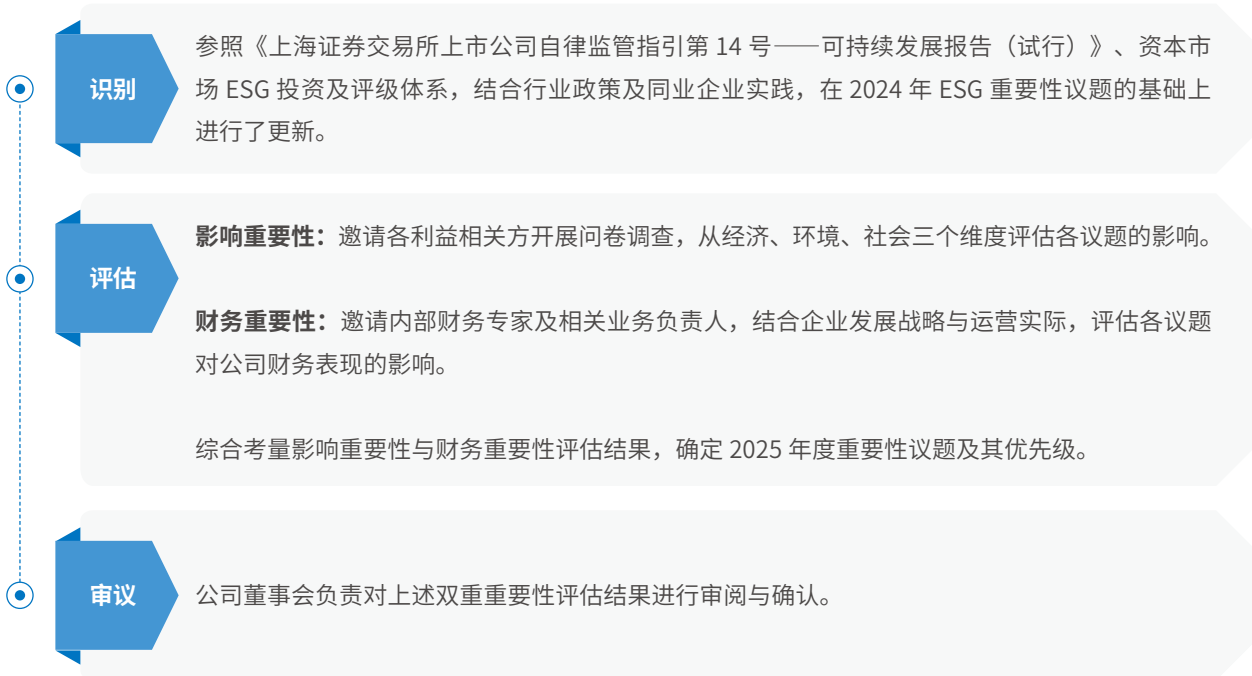 识别
参照《上海证券交易所上市公司自律监管指引第 14 号——可持续发展报告（试行）》、资本市
场 ESG 投资及评级体系，结合行业政策及同业企业实践，在 2024 年 ESG 重要性议题的基础上
进行了更新。
评估
影响重要性：邀请各利益相关方开展问卷调查，从经济、环境、社会三个维度评估各议题的影响。
财务重要性：邀请内部财务专家及相关业务负责人，结合企业发展战略与运营实际，评估各议题
对公司财务表现的影响。
综合考量影响重要性与财务重要性评估结果，确定 2025 年度重要性议题及其优先级。
审议
公司董事会负责对上述双重重要性评估结果进行审阅与确认。